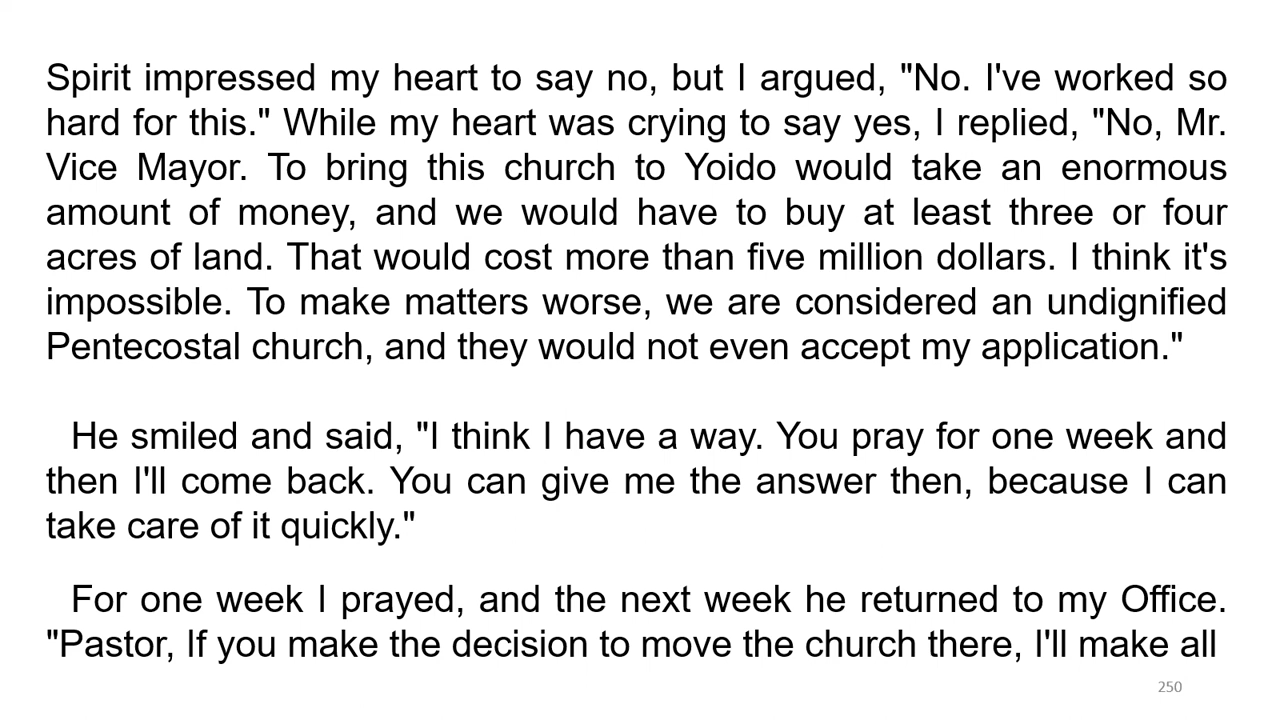 Spirit impressed my heart to say no, but I argued, "No. I've worked so
hard for this." While my heart was crying to say yes, I replied, "No, Mr.
Vice Mayor. To bring this church to Yoido would take an enormous
amount of money, and we would have to buy at least three or four
acres of land. That would cost more than five million dollars. I think it's
impossible. To make matters worse, we are considered an undignified
Pentecostal church, and they would not even accept my application."
He smiled and said, "I think I have a way. You pray for one week and
then I'll come back. You can give me the answer then, because I can
take care of it quickly."
For one week I prayed, and the next week he returned to my Office.
"Pastor, If you make the decision to move the church there, I'll make all
250